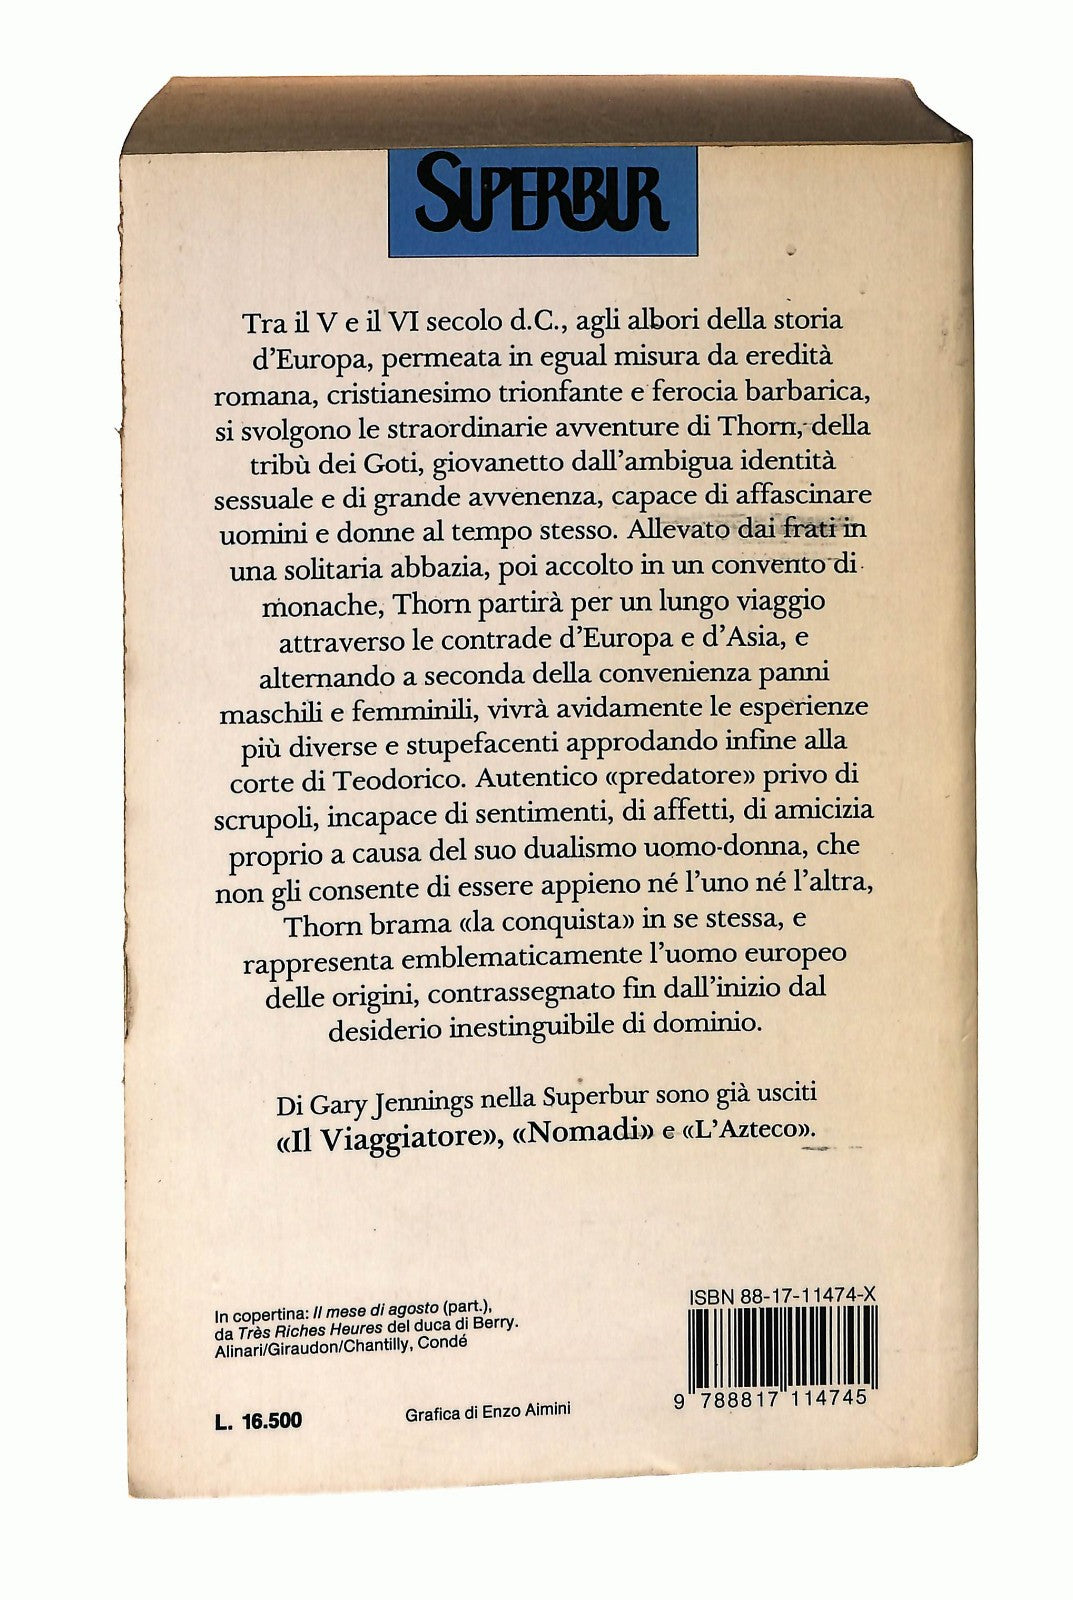 SUPERBUR
Tra il V e il VI secolo d.C., agli albori della storia
d'Europa, permeata in egual misura da eredità
romana, cristianesimo trionfante e ferocia barbarica,
si svolgono le straordinarie avventure di Thorn, della
tribù dei Goti, giovanetto dall'ambigua identità
sessuale e di grande avvenenza, capace di affascinare
uomini e donne al tempo stesso. Allevato dai frati in
una solitaria abbazia, poi accolto in un convento di
monache, Thorn partirà per un lungo viaggio
attraverso le contrade d'Europa e d'Asia, e
alternando a seconda della convenienza panni
maschili e femminili, vivrà avidamente le esperienze
più diverse e stupefacenti approdando infine alla
corte di Teodorico. Autentico «predatore» privo di
scrupoli, incapace di sentimenti, di affetti, di amicizia
proprio a causa del suo dualismo uomo-donna, che
non gli consente di essere appieno né l'uno né l'altra,
Thorn brama «la conquista» in se stessa, e
rappresenta emblematicamente l'uomo europeo
delle origini, contrassegnato fin dall'inizio dal
desiderio inestinguibile di dominio.
Di Gary Jennings nella Superbur sono già usciti
«Il Viaggiatore», «Nomadi» e «L'Azteco».
In copertina: Il mese di agosto (part.),
da Très Riches Heures del duca di Berry.
Alinari/Giraudon/Chantilly, Condé
L. 16.500
Grafica di Enzo Aimini
ISBN 88-17-11474-X
9 788817 114745